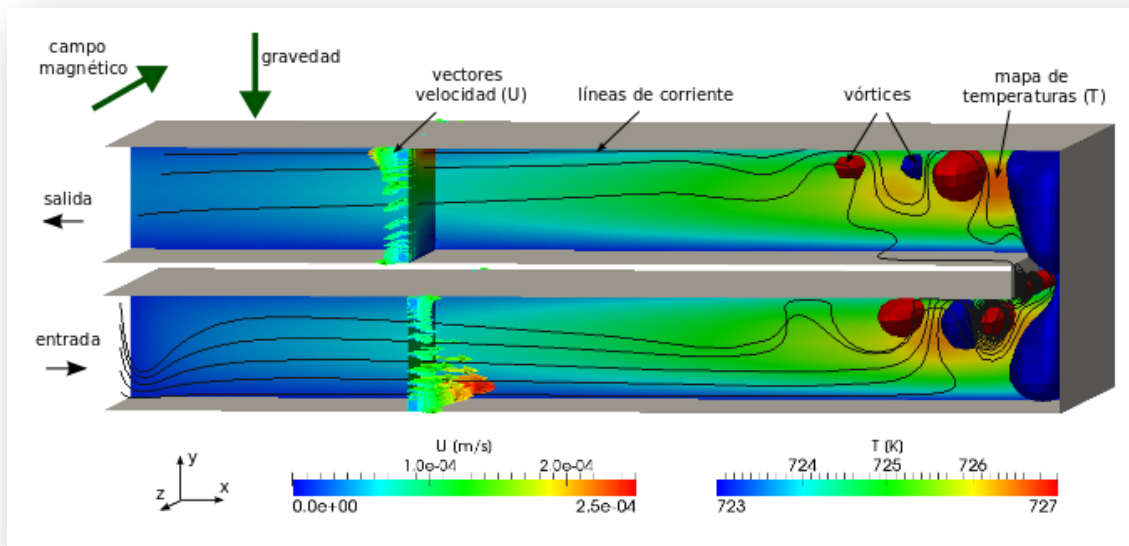 campo
magnético
gravedad
vectores
velocidad (U)
líneas de corriente
vórtices
mapa de
temperaturas (T)
salida
entrada
y
x
z
U (m/s)
1.0e-04 2.0e-04
0.0e+00 2.5e-04
T (K)
724 725 726
723 727